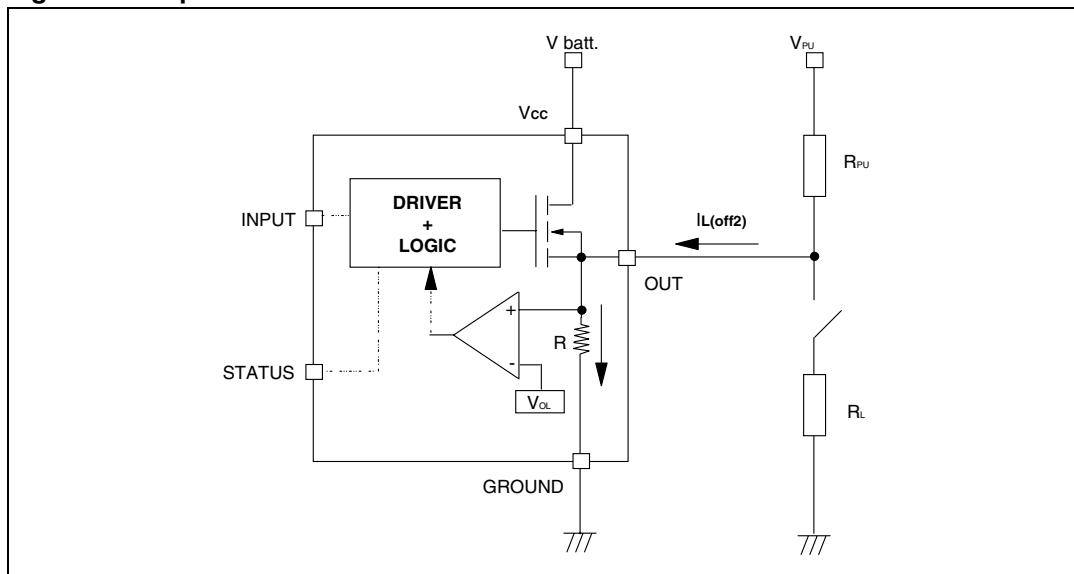 V batt.
VPU
Vcc
RPU
DRIVER
+
LOGIC
INPUT
IL(off2)
OUT
+
R
-
STATUS
VOL
RL
GROUND